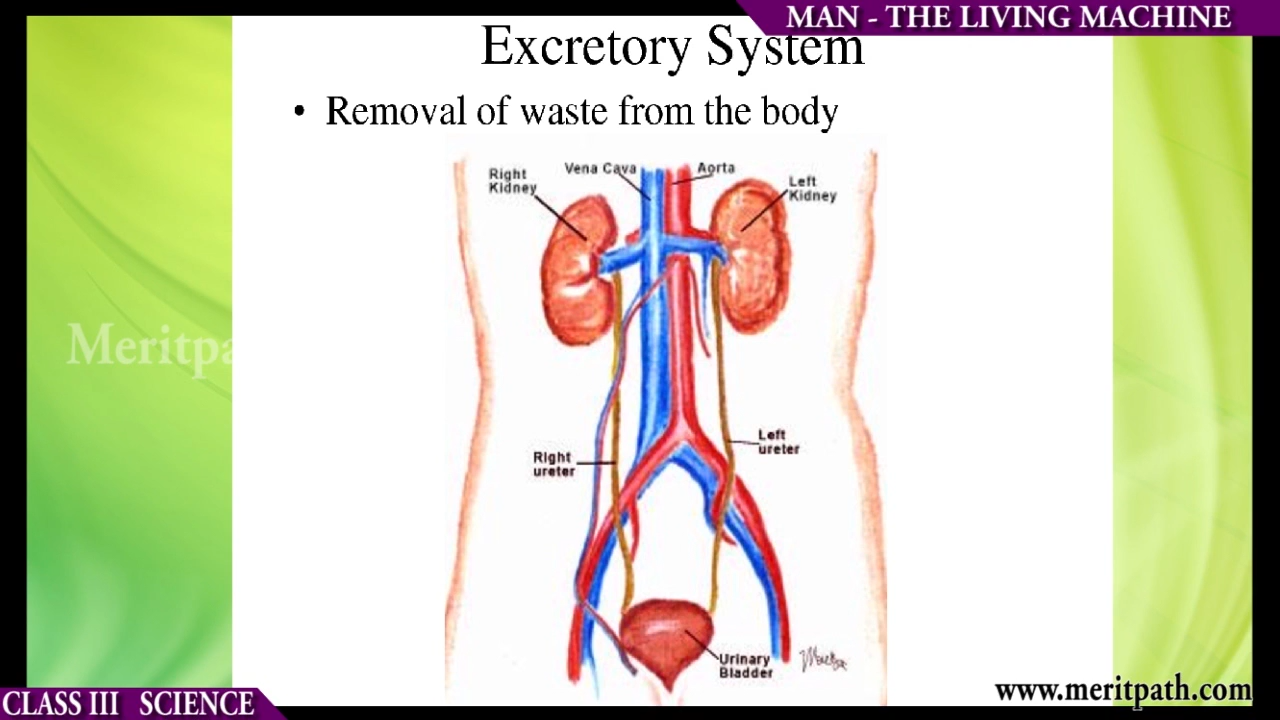 MAN - THE LIVING MACHINE
Excretory System
• Removal of waste from the body
Right
Kidney
Vena Cava
Aorta
Left
Kidney
Meritpa
Right
ureter
Left
ureter
Urinary
Bladder
www.meritpath.com
CLASS III SCIENCE